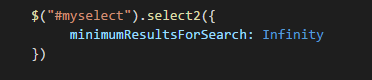 $("#myselect").select2({
minimumResultsForSearch: Infinity
})